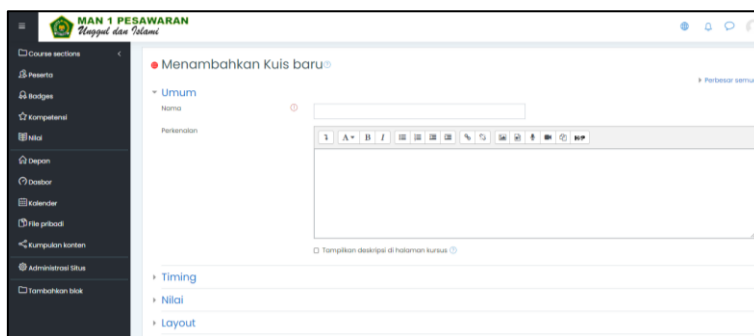 MAN 1 PESAWARAN
Unggul dan Islami
Course sections
Peserta
Badges
Kompetensi
Nilai
Depan
Dasbor
Kalender
File pribadi
Kumpulan konten
Administrasi Situs
Tambahkan blok
Menambahkan Kuis baru
Perbesar semua
Umum
Nama
Perkenalan
A B I
H-P
Tampilkan deskripsi di halaman kursus
Timing
Nilai
Layout